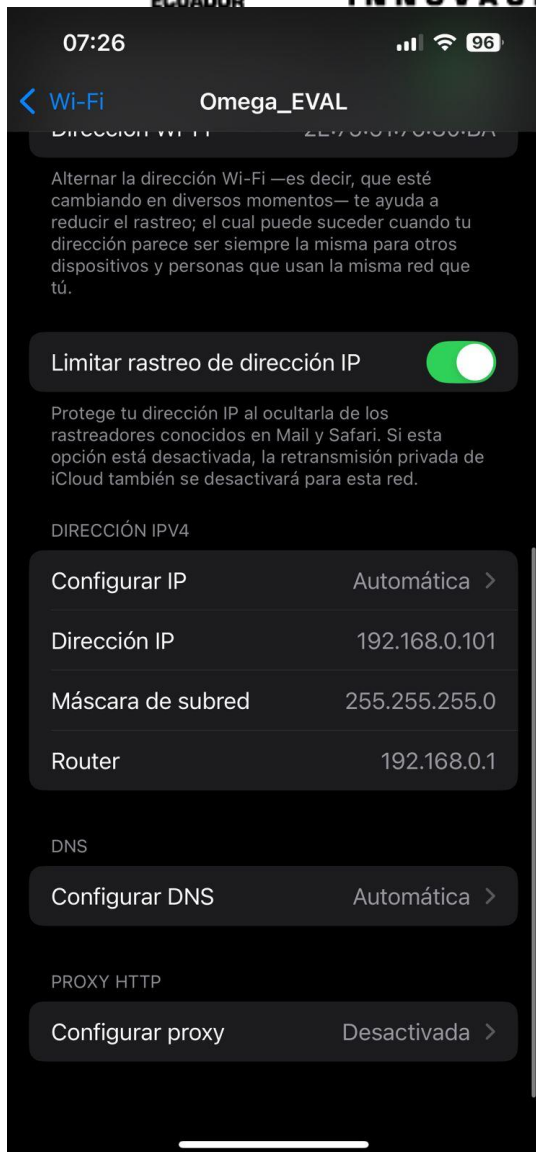 ECUADOR INNOVA
07:26 96
Wi-Fi Omega_EVAL
Dirección Wi-Fi
Alternar la dirección Wi-Fi —es decir, que esté
cambiando en diversos momentos— te ayuda a
reducir el rastreo; el cual puede suceder cuando tu
dirección parece ser siempre la misma para otros
dispositivos y personas que usan la misma red que
tú.
Limitar rastreo de dirección IP
Protege tu dirección IP al ocultarla de los
rastreadores conocidos en Mail y Safari. Si esta
opción está desactivada, la retransmisión privada de
iCloud también se desactivará para esta red.
DIRECCIÓN IPV4
Configurar IP Automática
Dirección IP 192.168.0.101
Máscara de subred 255.255.255.0
Router 192.168.0.1
DNS
Configurar DNS Automática
PROXY HTTP
Configurar proxy Desactivada